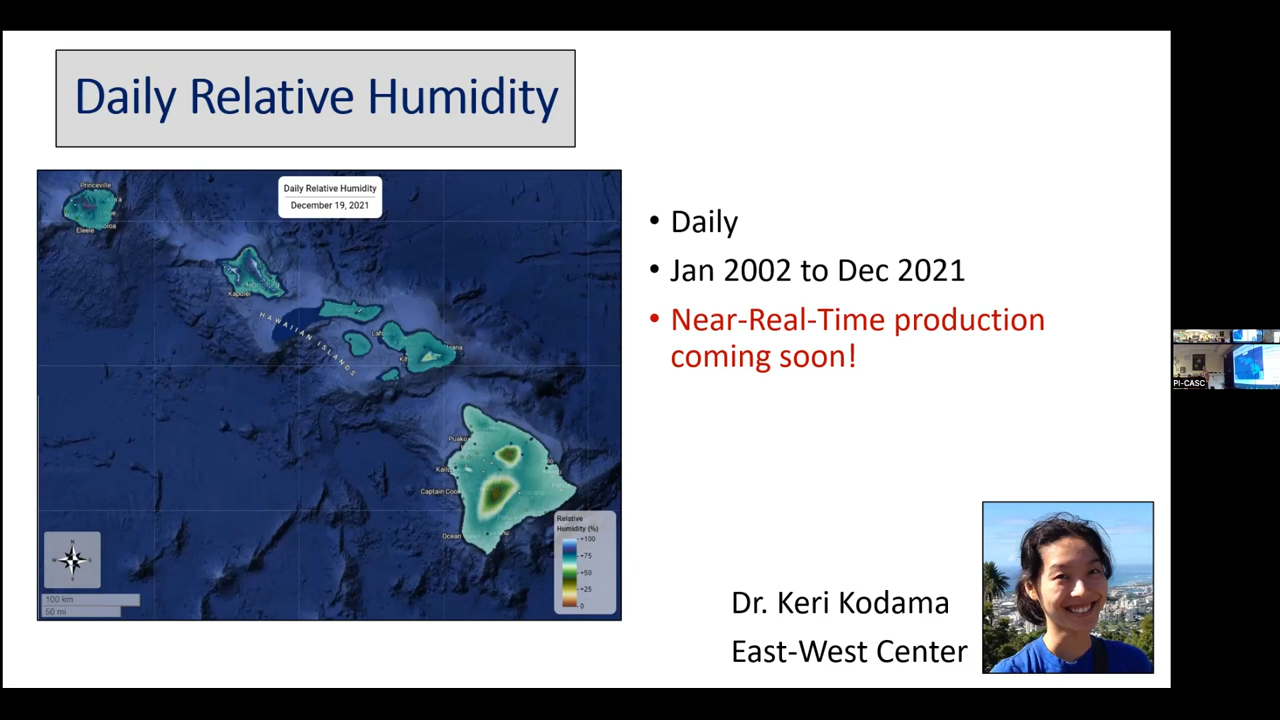 Daily Relative Humidity
Princeville
Eleele
Daily Relative Humidity
December 19, 2021
Kapolei
HAWAIIAN ISLANDS
Puako
Captain Cook
Ocean
Relative
Humidity (%)
+100
+75
+50
+25
0
N
100 km
50 mi
• Daily
• Jan 2002 to Dec 2021
• Near-Real-Time production
coming soon!
Dr. Keri Kodama
East-West Center
PI-CASC